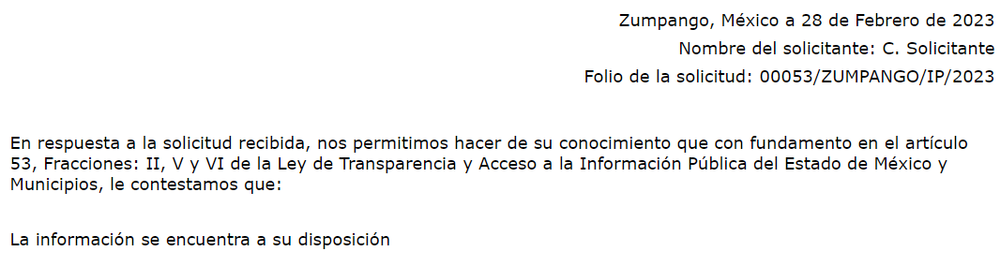 Zumpango, México a 28 de Febrero de 2023
Nombre del solicitante: C. Solicitante
Folio de la solicitud: 00053/ZUMPANGO/IP/2023
En respuesta a la solicitud recibida, nos permitimos hacer de su conocimiento que con fundamento en el artículo
53, Fracciones: II, V y VI de la Ley de Transparencia y Acceso a la Información Pública del Estado de México y
Municipios, le contestamos que:
La información se encuentra a su disposición